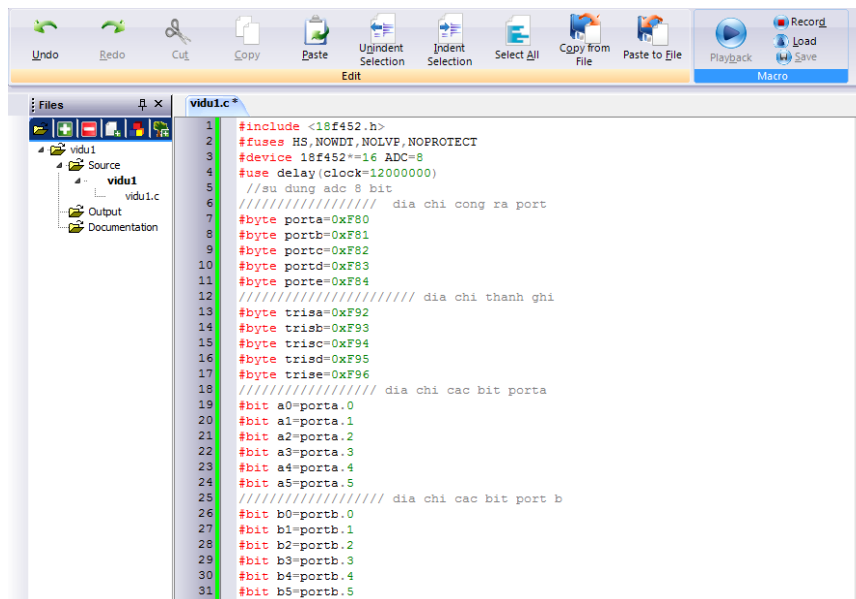 Undo
Redo
Cut
Copy
Paste
Unindent
Selection
Indent
Selection
Select All
Copy from
File
Paste to File
Edit
Playback
Record
Load
Save
Macro
Files
vidu1
Source
vidu1
vidu1.c
Output
Documentation
vidu1.c *
1 #include <18f452.h>
2 #fuses HS,NOWDT,NOLVP,NOPROTECT
3 #device 18f452*=16 ADC=8
4 #use delay(clock=12000000)
5 //su dung adc 8 bit
6 ////////////////// dia chi cong ra port
7 #byte porta=0xF80
8 #byte portb=0xF81
9 #byte portc=0xF82
10 #byte portd=0xF83
11 #byte porte=0xF84
12 /////////////////////// dia chi thanh ghi
13 #byte trisa=0xF92
14 #byte trisb=0xF93
15 #byte trisc=0xF94
16 #byte trisd=0xF95
17 #byte trise=0xF96
18 ////////////////// dia chi cac bit porta
19 #bit a0=porta.0
20 #bit a1=porta.1
21 #bit a2=porta.2
22 #bit a3=porta.3
23 #bit a4=porta.4
24 #bit a5=porta.5
25 /////////////////// dia chi cac bit port b
26 #bit b0=portb.0
27 #bit b1=portb.1
28 #bit b2=portb.2
29 #bit b3=portb.3
30 #bit b4=portb.4
31 #bit b5=portb.5